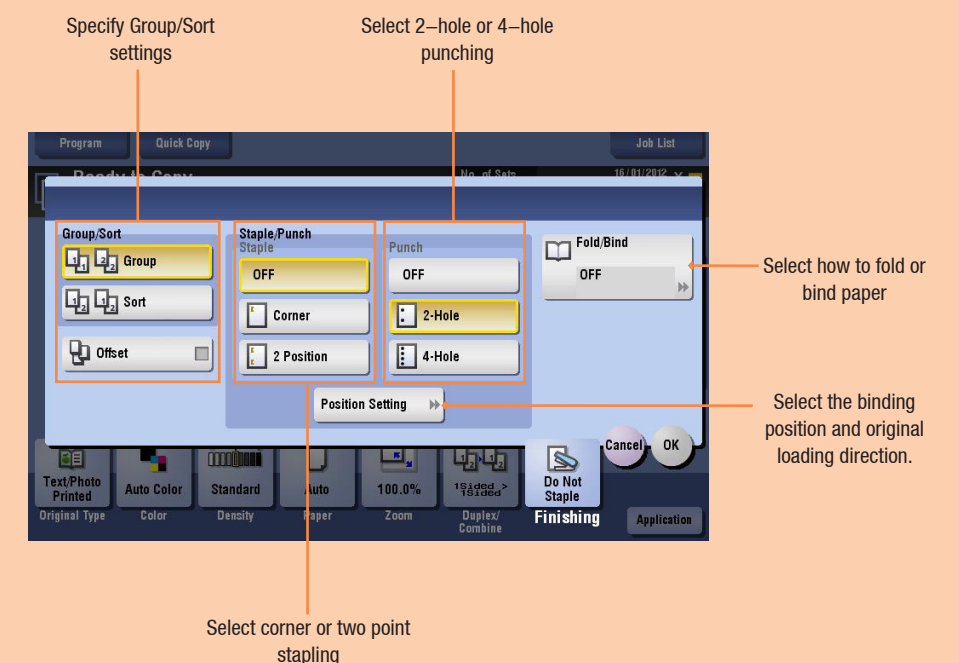 Specify Group/Sort
settings
Select 2–hole or 4–hole
punching
Program
Quick Copy
Job List
Ready to Copy
No. of Sets
16/01/2012
Group/Sort
Group
Sort
Offset
Staple/Punch
Staple
OFF
Corner
2 Position
Punch
OFF
2-Hole
4-Hole
Position Setting
Fold/Bind
OFF
Select how to fold or
bind paper
Select the binding
position and original
loading direction.
Cancel
OK
Text/Photo
Printed
Original Type
Auto Color
Color
Standard
Density
Auto
Paper
100.0%
Zoom
1Sided >
1Sided
Duplex/
Combine
Do Not
Staple
Finishing
Application
Select corner or two point
stapling